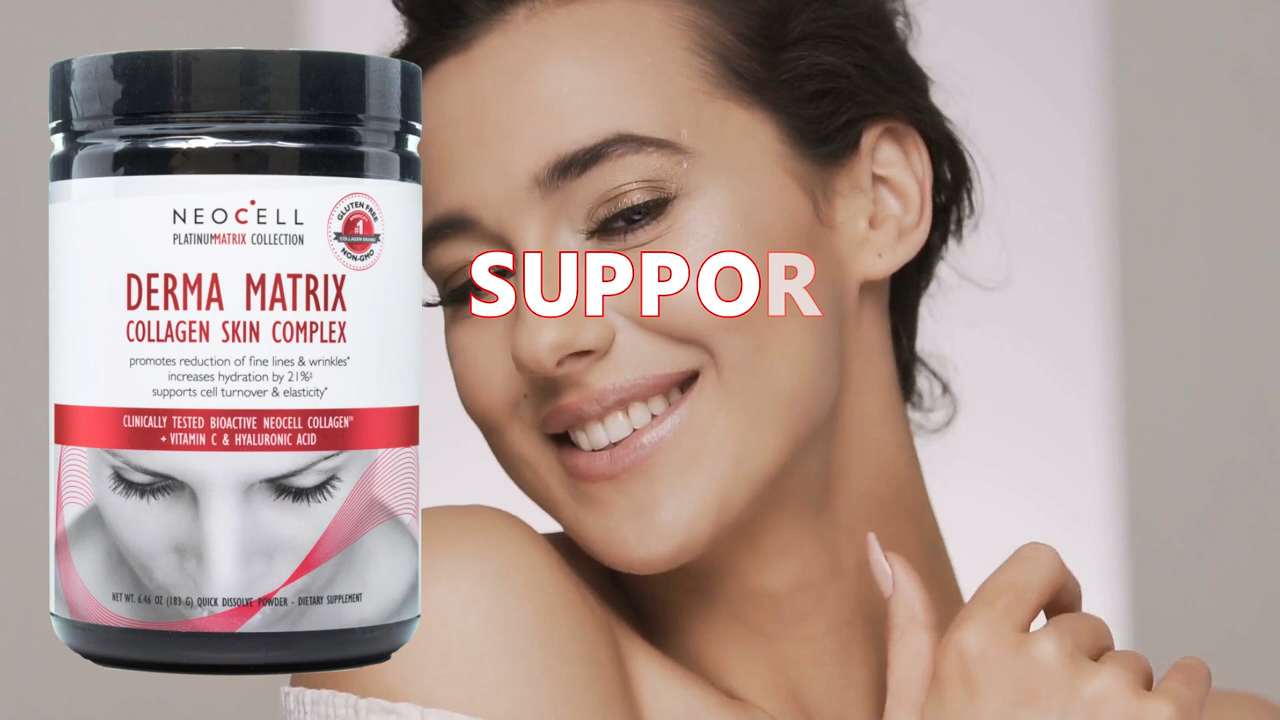 NEOCELL
PLATINUMMATRIX COLLECTION
GLUTEN FREE
#1
COLLAGEN BRAND
NON-GMO
DERMA MATRIX
COLLAGEN SKIN COMPLEX
promotes reduction of fine lines & wrinkles*
increases hydration by 21%‡
supports cell turnover & elasticity*
CLINICALLY TESTED BIOACTIVE NEOCELL COLLAGEN™
+ VITAMIN C & HYALURONIC ACID
NET WT. 6.46 OZ (183 G) QUICK DISSOLVE POWDER - DIETARY SUPPLEMENT
SUPPOR